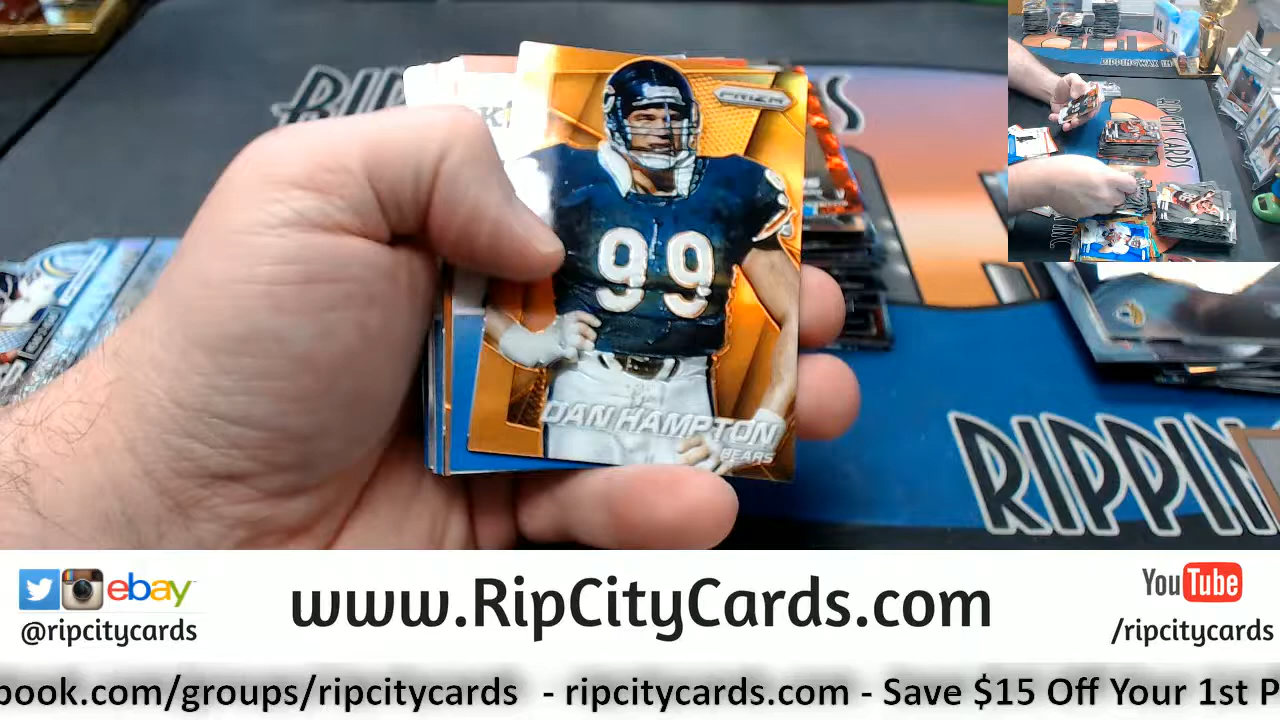 PRIZM
99
DAN HAMPTON
BEARS
RIPPIN
ebay
@ripcitycards
www.RipCityCards.com
YouTube
/ripcitycards
book.com/groups/ripcitycards - ripcitycards.com - Save $15 Off Your 1st P